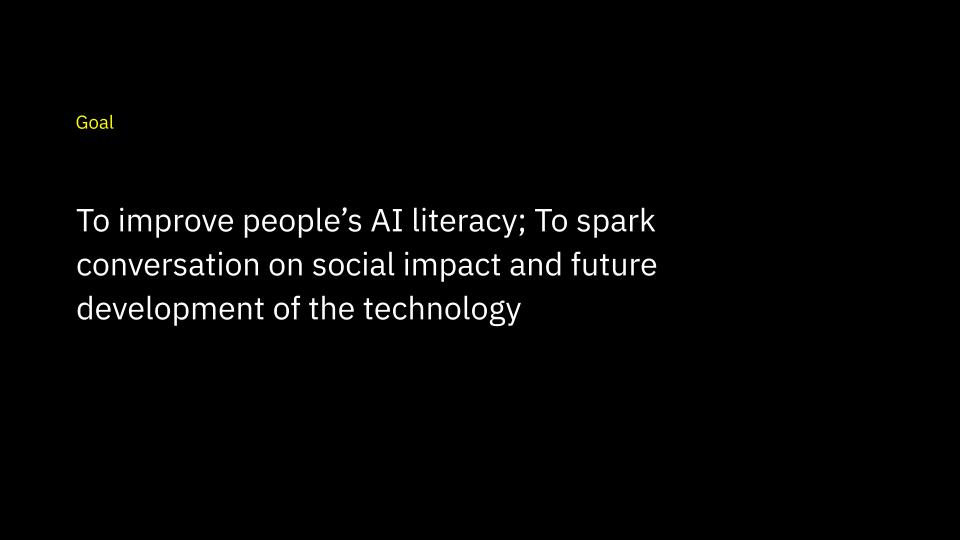 Goal
To improve people’s AI literacy; To spark
conversation on social impact and future
development of the technology